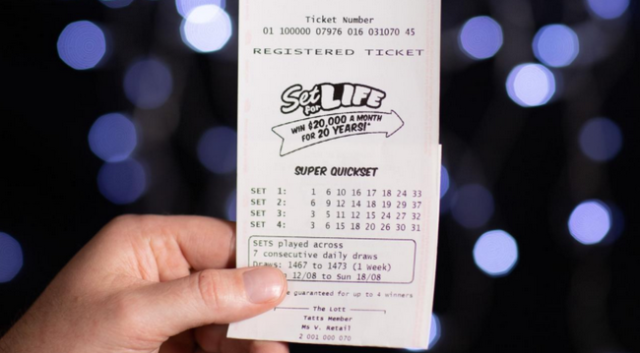 Ticket Number
01 100000 07976 016 031070 45
REGISTERED TICKET
Set for LIFE
WIN $20,000 A MONTH
FOR 20 YEARS!*
SUPER QUICKSET
SET 1: 1 6 10 16 17 18 24 33
SET 2: 6 9 12 14 18 19 29 37
SET 3: 3 5 11 12 15 24 27 32
SET 4: 3 6 15 18 20 26 30 31
SETS played across
7 consecutive daily draws
Draws: 1467 to 1473 (1 week)
12/08 to Sun 18/08
guaranteed for up to 4 winners
The Lott
Tatts Member
Ms V. Retail
2 001 000 070